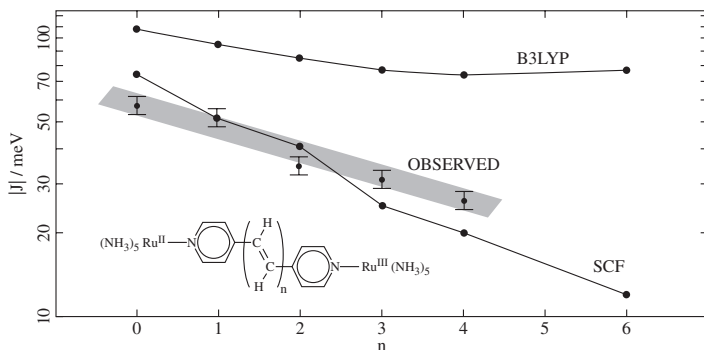 100
B3LYP
70
50
|J| / meV
OBSERVED
30
20
H
(NH₃)₅ Ruᴵᴵ N N Ruᴵᴵᴵ (NH₃)₅
H n
SCF
10
0 1 2 3 4 5 6
n